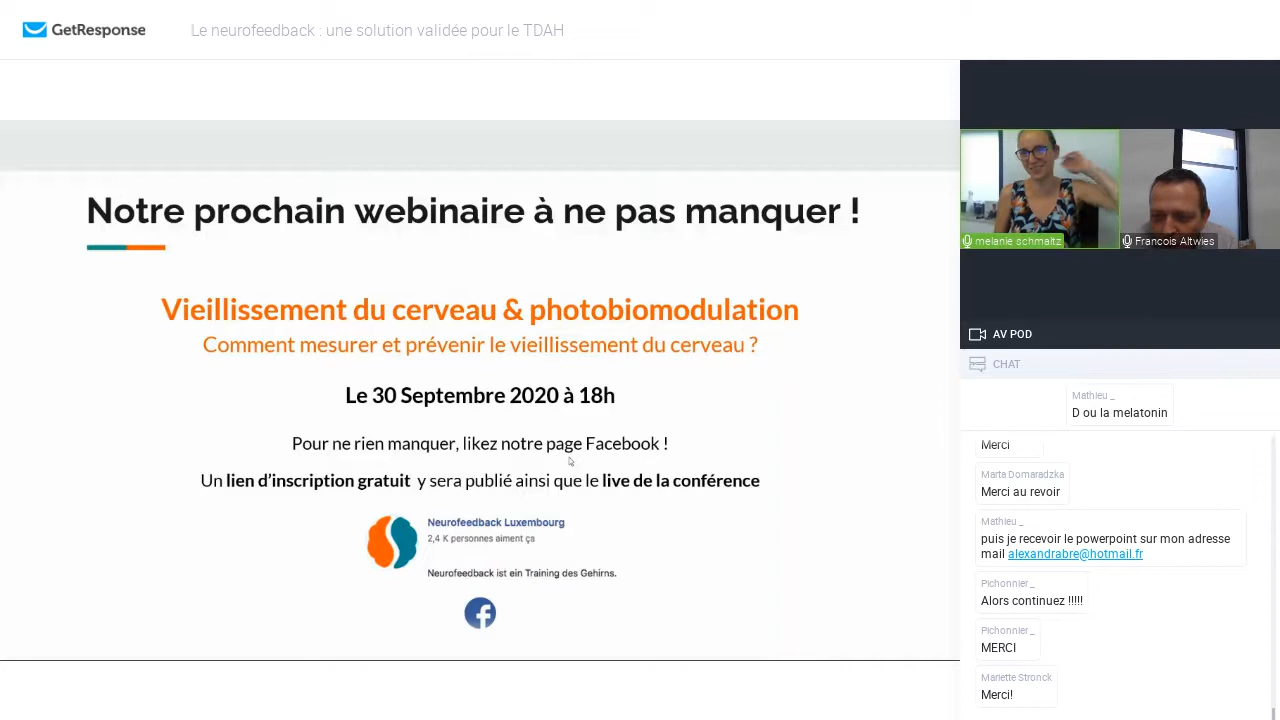 GetResponse
Le neurofeedback : une solution validée pour le TDAH
Notre prochain webinaire à ne pas manquer !
Vieillissement du cerveau & photobiomodulation
Comment mesurer et prévenir le vieillissement du cerveau ?
Le 30 Septembre 2020 à 18h
Pour ne rien manquer, likez notre page Facebook !
Un lien d'inscription gratuit y sera publié ainsi que le live de la conférence
Neurofeedback Luxembourg
2,4 K personnes aiment ça
Neurofeedback ist ein Training des Gehirns.
melanie schmaltz
Francois Altwies
AV POD
CHAT
Mathieu _
D ou la melatonin
Merci
Marta Domaradzka
Merci au revoir
Mathieu _
puis je recevoir le powerpoint sur mon adresse
mail alexandrabre@hotmail.fr
Pichonnier _
Alors continuez !!!!!
Pichonnier _
MERCI
Mariette Stronck
Merci!